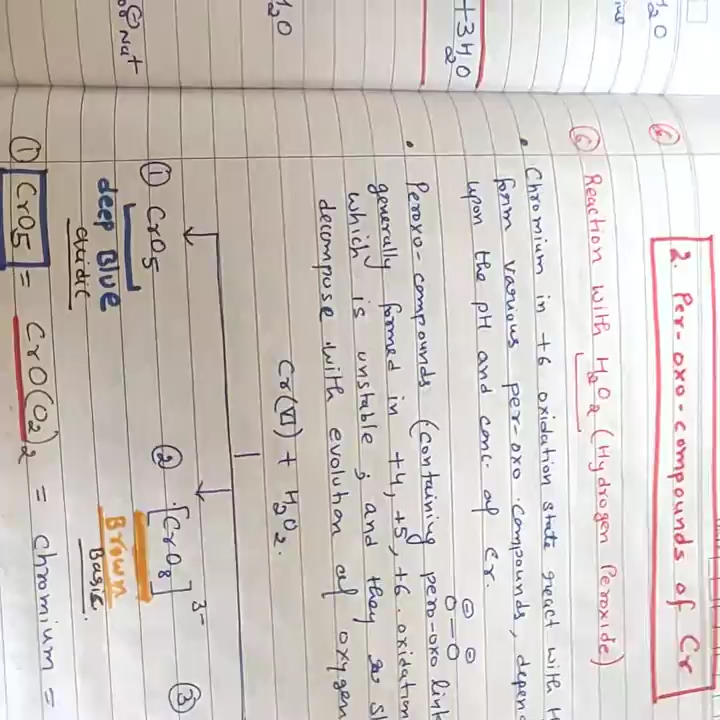 H₂O
+3H₂O
H₂O
Na⁺
2. Per-oxo-compounds of Cr
⑥
⑥ Reaction with H₂O₂ (Hydrogen Peroxide)
• Chromium in +6 oxidation state react with H
form various per-oxo compounds, depen
upon the pH and conc. of Cr.
⊖ ⊖
O—O
• Peroxo-compounds (containing pero-oxo link
generally formed in +4, +5, +6 oxidation
which is unstable ; and they
decompose with evolution of oxygen
Cr(VI) + H₂O₂.
① CrO₅ ② [CrO₈]³⁻ ③
deep Blue Brown
Acidic Basic.
① CrO₅ = CrO(O₂)₂ = Chromium =